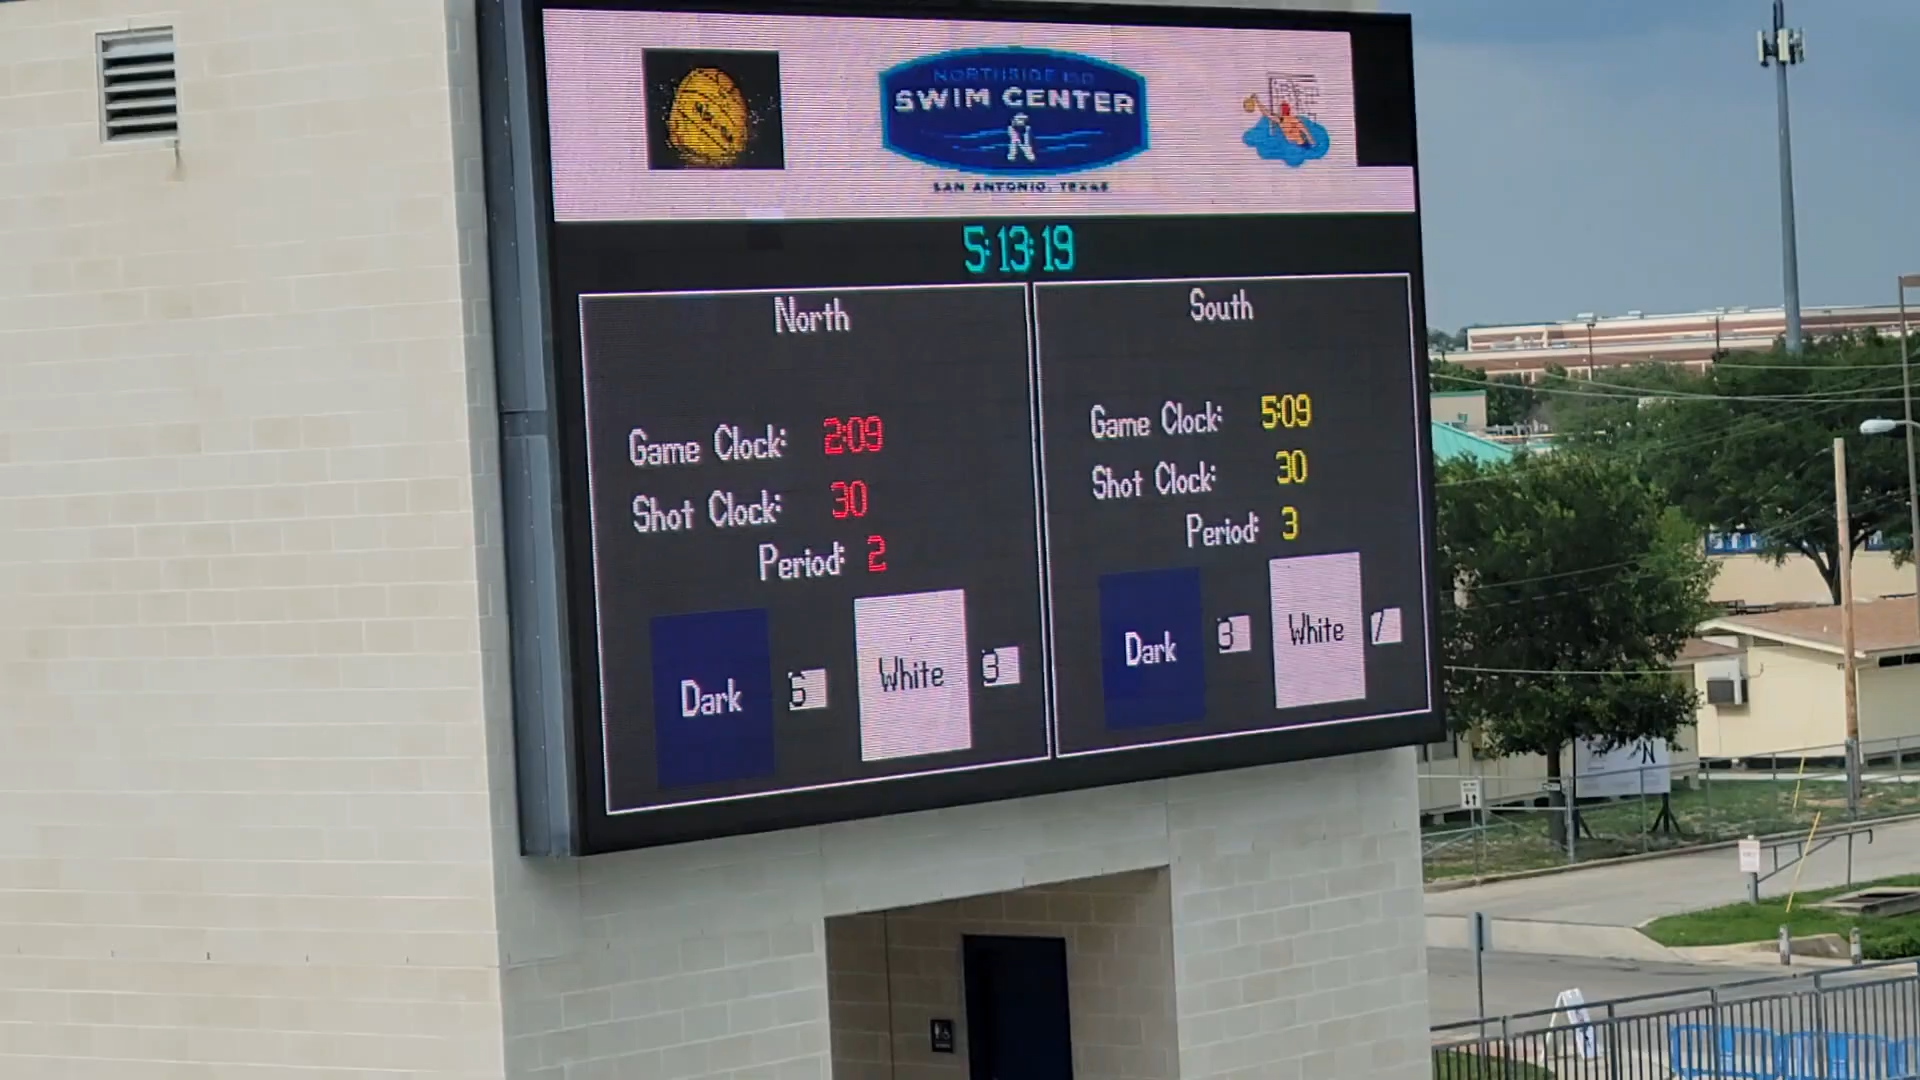 NORTHSIDE ISD
SWIM CENTER
N
SAN ANTONIO, TEXAS
5:13:19
North
Game Clock: 2:09
Shot Clock: 30
Period: 2
Dark 6 White 3
South
Game Clock: 5:09
Shot Clock: 30
Period: 3
Dark 3 White 7
N